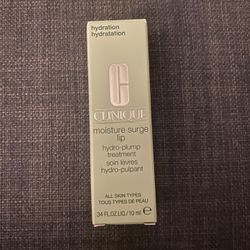 hydration
hydratation
CLINIQUE
moisture surge
lip
hydro-plump
treatment
soin lèvres
hydro-pulpant
ALL SKIN TYPES
TOUS TYPES DE PEAU
.34 FL.OZ.LIQ./10 ml e